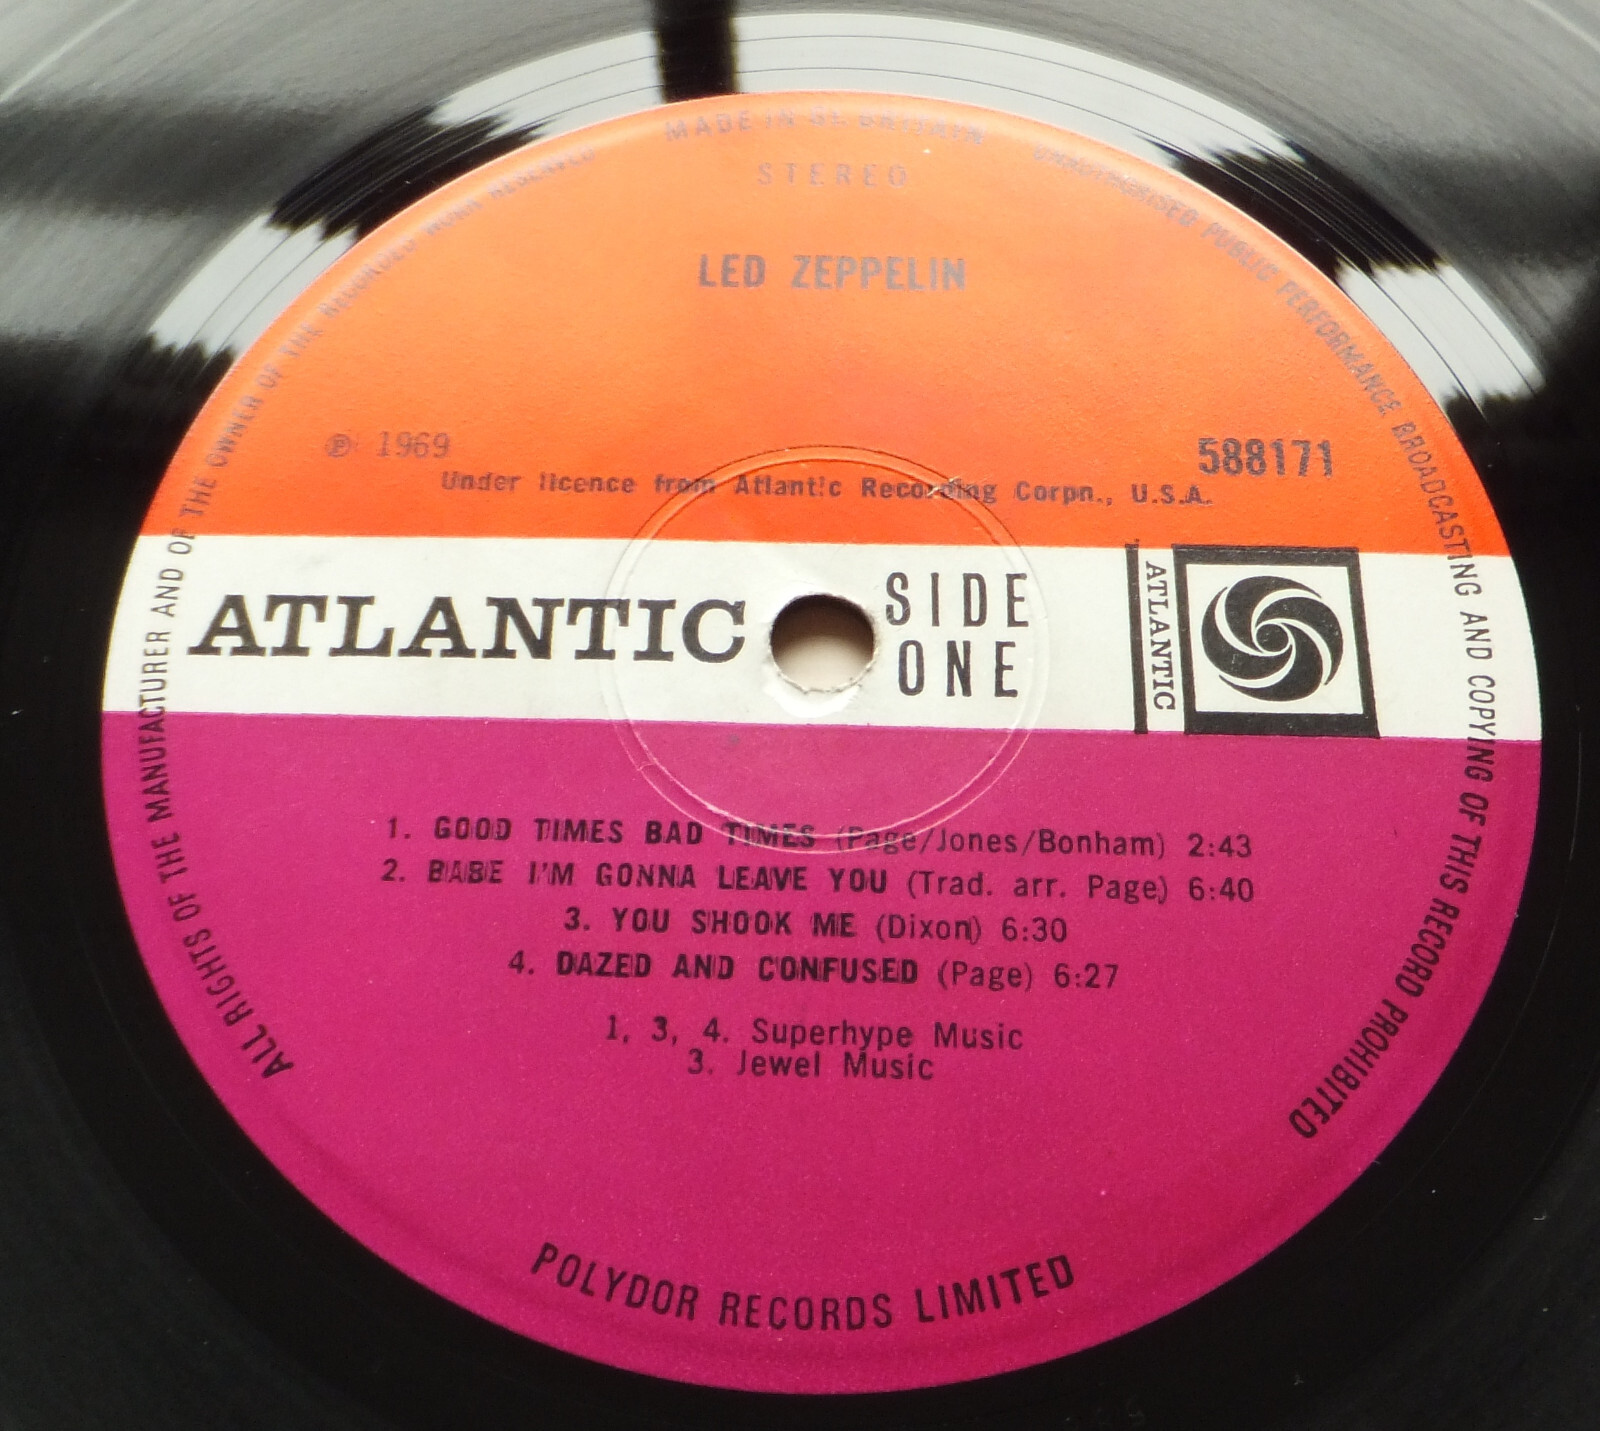 MADE IN GT. BRITAIN
STEREO
LED ZEPPELIN
Ⓟ 1969
588171
Under licence from Atlantic Recording Corpn., U.S.A.
ATLANTIC
SIDE
ONE
ATLANTIC
1. GOOD TIMES BAD TIMES (Page/Jones/Bonham) 2:43
2. BABE I'M GONNA LEAVE YOU (Trad. arr. Page) 6:40
3. YOU SHOOK ME (Dixon) 6:30
4. DAZED AND CONFUSED (Page) 6:27
1, 3, 4. Superhype Music
3. Jewel Music
POLYDOR RECORDS LIMITED
ALL RIGHTS OF THE MANUFACTURER AND OF THE OWNER OF THE RECORDED WORK RESERVED
UNAUTHORISED PUBLIC PERFORMANCE BROADCASTING AND COPYING OF THIS RECORD PROHIBITED